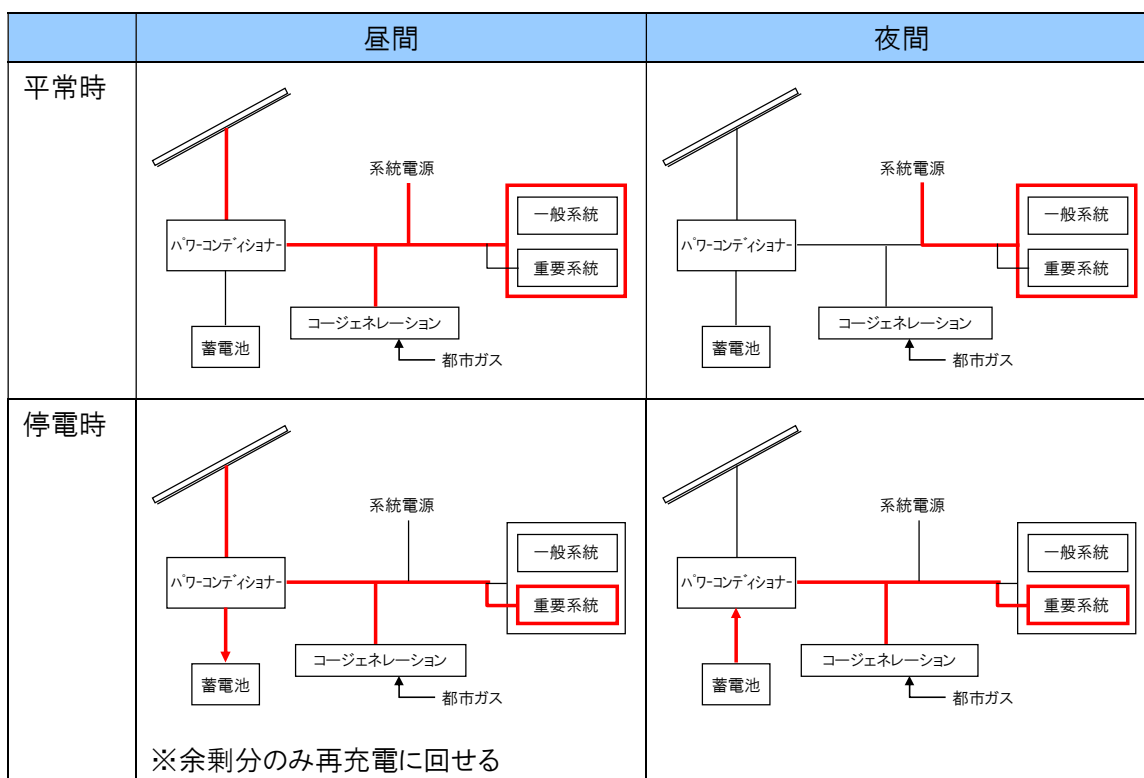 昼間
夜間
平常時
系統電源
一般系統
パワーコンディショナー
重要系統
コージェネレーション
蓄電池
都市ガス
系統電源
一般系統
パワーコンディショナー
重要系統
コージェネレーション
蓄電池
都市ガス
停電時
系統電源
一般系統
パワーコンディショナー
重要系統
コージェネレーション
蓄電池
都市ガス
※余剰分のみ再充電に回せる
系統電源
一般系統
パワーコンディショナー
重要系統
コージェネレーション
蓄電池
都市ガス